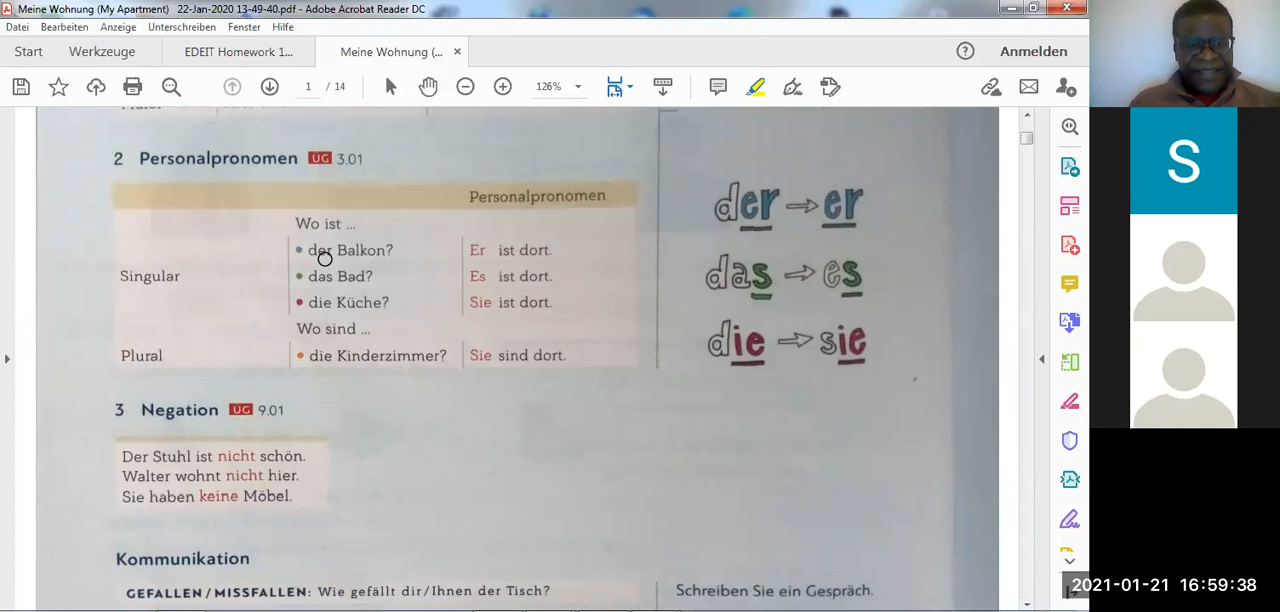 Meine Wohnung (My Apartment) 22-Jan-2020 13-49-40.pdf - Adobe Acrobat Reader DC
Datei Bearbeiten Anzeige Unterschreiben Fenster Hilfe
Start Werkzeuge EDEIT Homework 1... Meine Wohnung (... × Anmelden
1 / 14 126%
2 Personalpronomen UG 3.01
Personalpronomen
Wo ist ...
der Balkon? Er ist dort.
Singular das Bad? Es ist dort.
die Küche? Sie ist dort.
Wo sind ...
Plural die Kinderzimmer? Sie sind dort.
der → er
das → es
die → sie
3 Negation UG 9.01
Der Stuhl ist nicht schön.
Walter wohnt nicht hier.
Sie haben keine Möbel.
Kommunikation
GEFALLEN/MISSFALLEN: Wie gefällt dir/Ihnen der Tisch? Schreiben Sie ein Gespräch.
S
2021-01-21 16:59:38